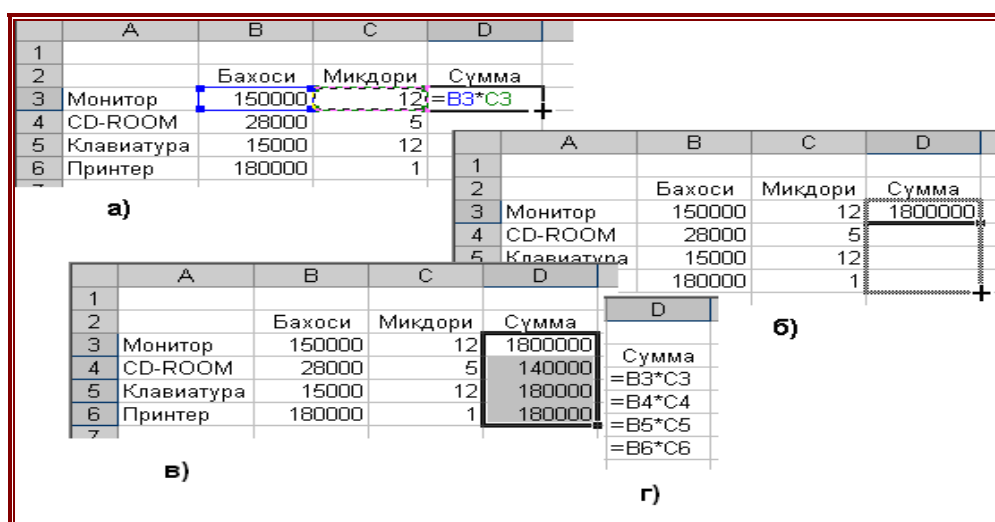 A B C D
1
2 Бахоси Микдори Сумма
3 Монитор 150000 12 =B3*C3
4 CD-ROOM 28000 5
5 Клавиатура 15000 12
6 Принтер 180000 1
а)
A B C D
1
2 Бахоси Микдори Сумма
3 Монитор 150000 12 1800000
4 CD-ROOM 28000 5
5 Клавиатура 15000 12
180000 1
б)
A B C D
1
2 Бахоси Микдори Сумма
3 Монитор 150000 12 1800000
4 CD-ROOM 28000 5 140000
5 Клавиатура 15000 12 180000
6 Принтер 180000 1 180000
7
в)
D
Сумма
=B3*C3
=B4*C4
=B5*C5
=B6*C6
г)